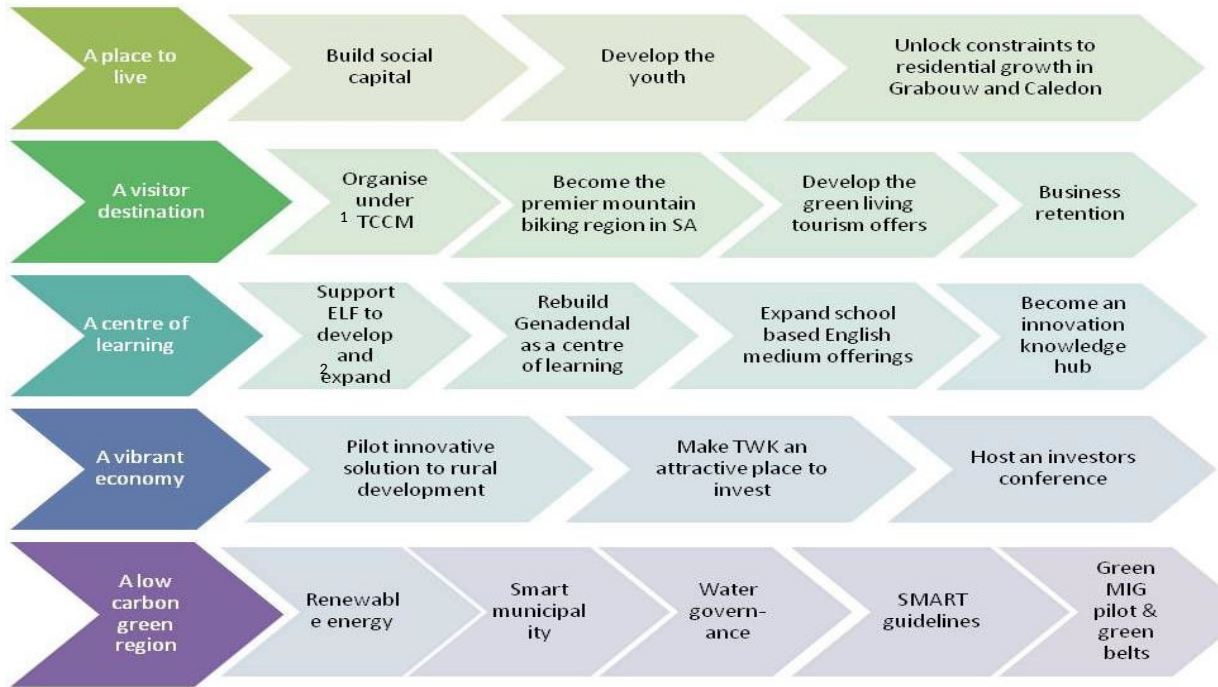 A place to
live
Build social
capital
Develop the
youth
Unlock constraints to
residential growth in
Grabouw and Caledon
A visitor
destination
Organise
under
1 TCCM
Become the
premier mountain
biking region in SA
Develop the
green living
tourism offers
Business
retention
A centre of
learning
Support
ELF to
develop
and
2 expand
Rebuild
Genadendal
as a centre
of learning
Expand school
based English
medium offerings
Become an
innovation
knowledge
hub
A vibrant
economy
Pilot innovative
solution to rural
development
Make TWK an
attractive place to
invest
Host an investors
conference
A low
carbon
green
region
Renewabl
e energy
Smart
municipal
ity
Water
govern-
ance
SMART
guidelines
Green
MIG
pilot &
green
belts